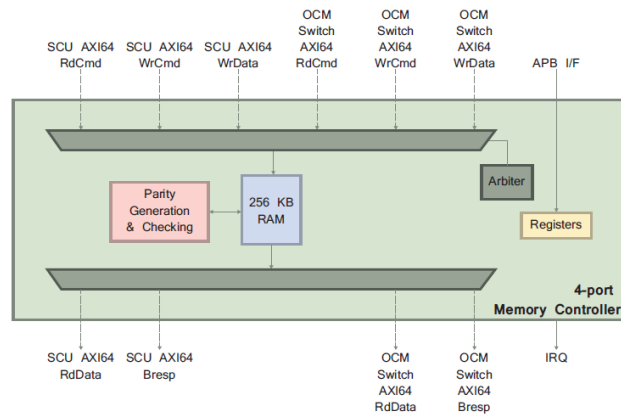 SCU AXI64
RdCmd
SCU AXI64
WrCmd
SCU AXI64
WrData
OCM
Switch
AXI64
RdCmd
OCM
Switch
AXI64
WrCmd
OCM
Switch
AXI64
WrData
APB I/F
Parity
Generation
& Checking
256 KB
RAM
Arbiter
Registers
4-port
Memory Controller
SCU AXI64
RdData
SCU AXI64
Bresp
OCM
Switch
AXI64
RdData
OCM
Switch
AXI64
Bresp
IRQ